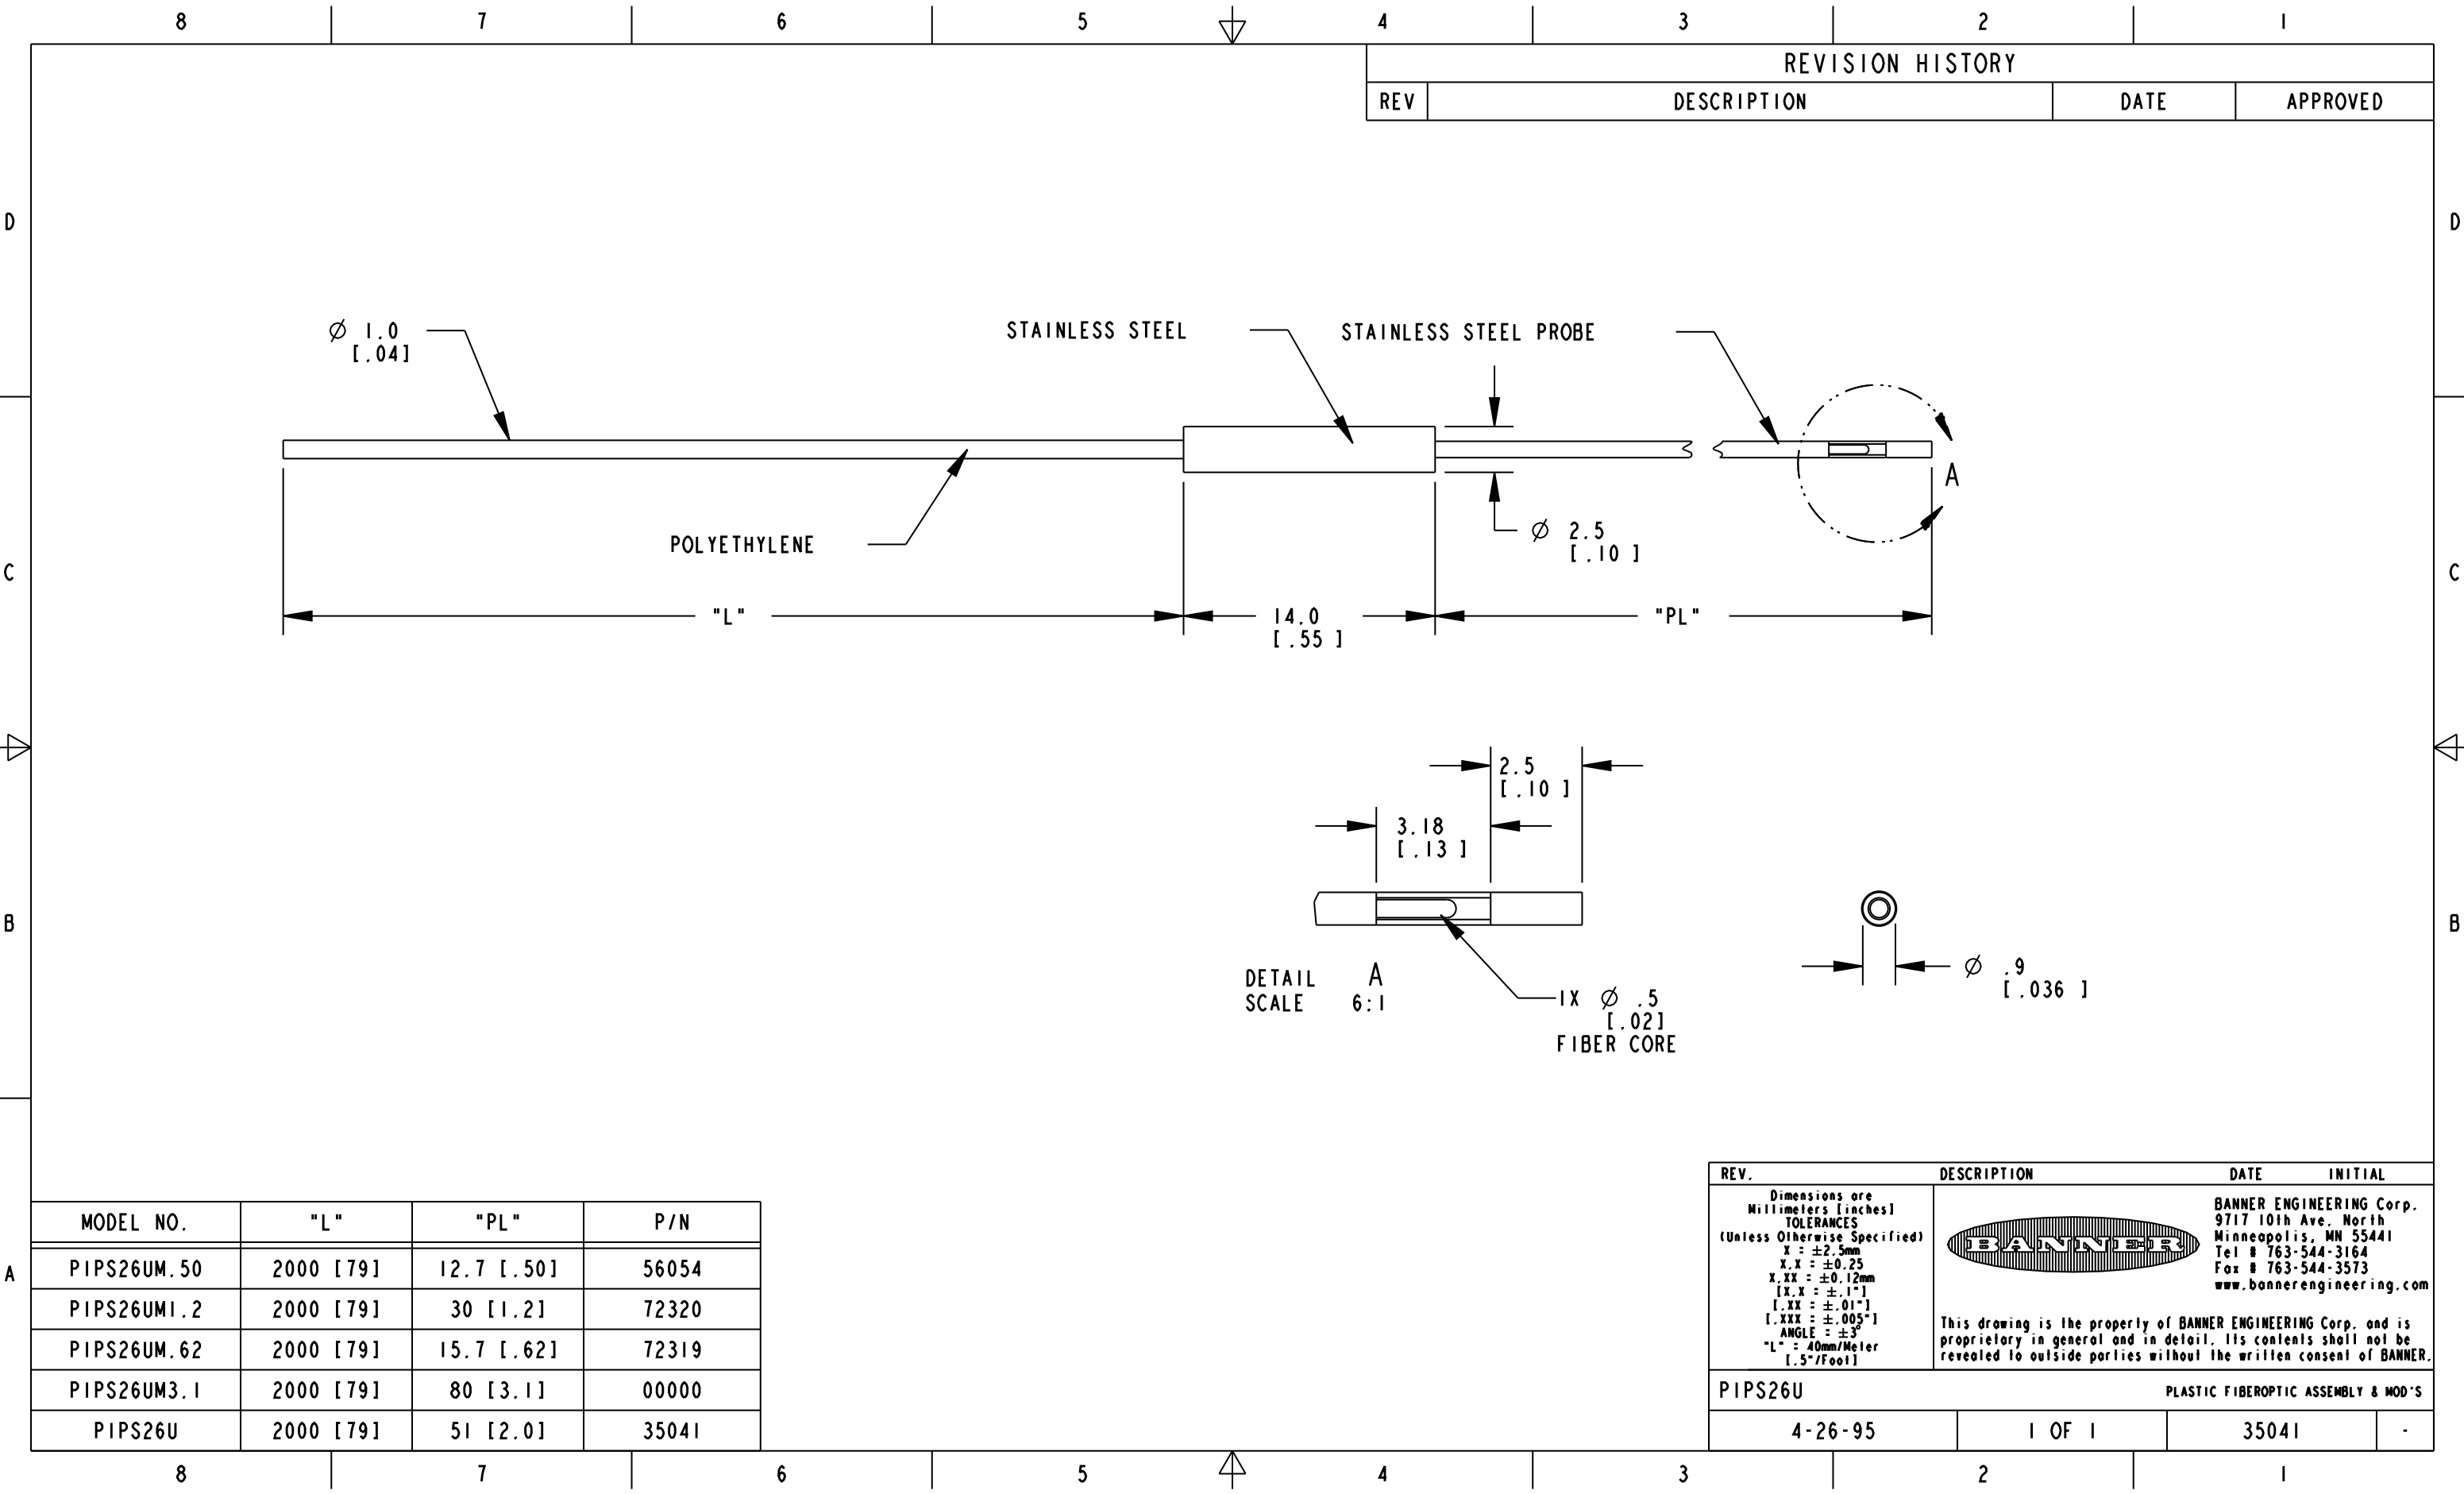 8 7 6 5 4 3 2 1
REVISION HISTORY
REV DESCRIPTION DATE APPROVED
D D
Ø 1.0
[.04]
STAINLESS STEEL
STAINLESS STEEL PROBE
A
POLYETHYLENE
Ø 2.5
[.10 ]
C C
"L"
14.0
[.55 ]
"PL"
2.5
[.10 ]
3.18
[.13 ]
B B
DETAIL A
SCALE 6:1
1X Ø .5
[.02]
FIBER CORE
Ø .9
[.036 ]
A
MODEL NO. "L" "PL" P/N
PIPS26UM.50 2000 [79] 12.7 [.50] 56054
PIPS26UM1.2 2000 [79] 30 [1.2] 72320
PIPS26UM.62 2000 [79] 15.7 [.62] 72319
PIPS26UM3.1 2000 [79] 80 [3.1] 00000
PIPS26U 2000 [79] 51 [2.0] 35041
REV. DESCRIPTION DATE INITIAL
Dimensions are
Millimeters [inches]
TOLERANCES
(Unless Otherwise Specified)
X = ±2.5mm
X.X = ±0.25
X.XX = ±0.12mm
[X.X = ±.1"]
[.XX = ±.01"]
[.XXX = ±.005"]
ANGLE = ±3°
"L" = 40mm/Meter
[.5"/Foot]
BANNER
BANNER ENGINEERING Corp.
9717 10th Ave. North
Minneapolis, MN 55441
Tel # 763-544-3164
Fax # 763-544-3573
www.bannerengineering.com
This drawing is the property of BANNER ENGINEERING Corp. and is
proprietary in general and in detail. Its contents shall not be
revealed to outside parties without the written consent of BANNER.
PIPS26U PLASTIC FIBEROPTIC ASSEMBLY & MOD'S
4-26-95 1 OF 1 35041 -
8 7 6 5 4 3 2 1